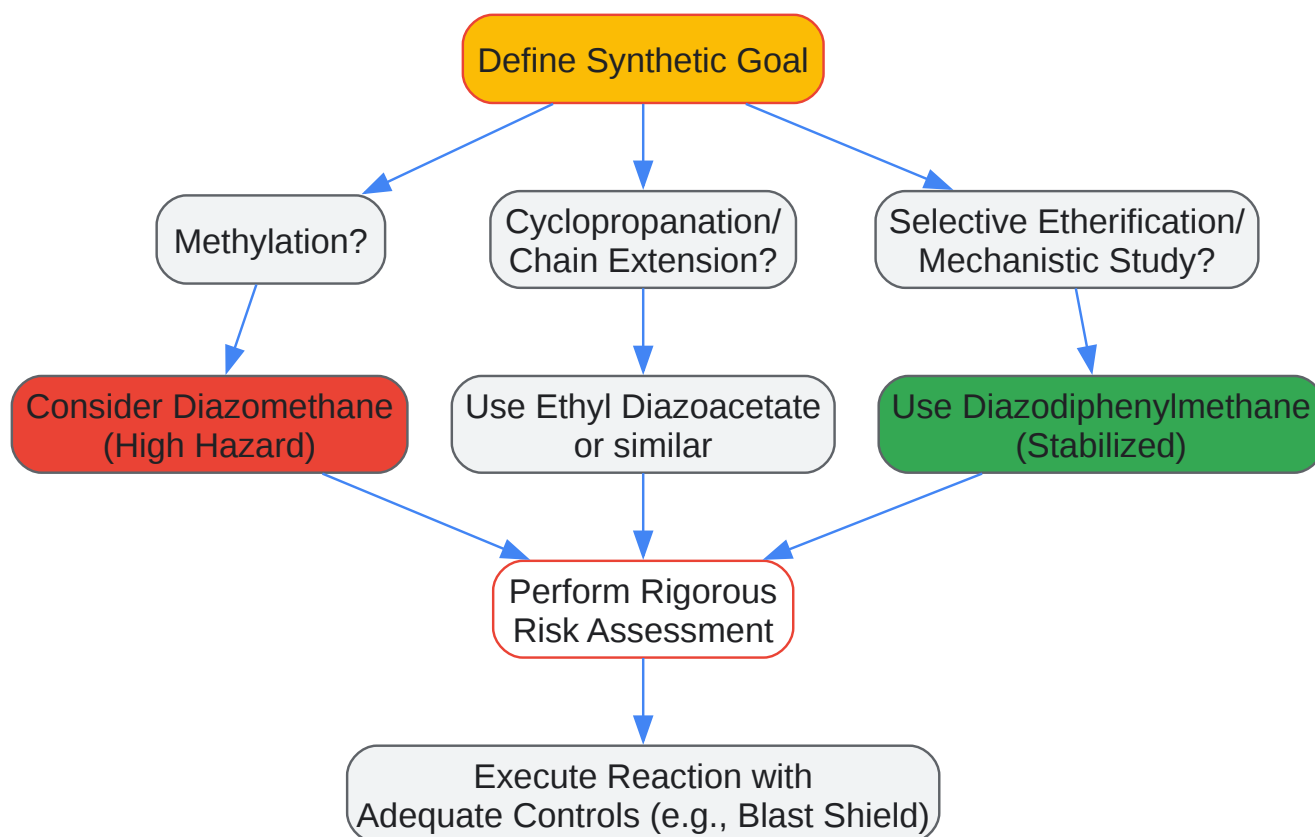 Define Synthetic Goal
Methylation?
Cyclopropanation/
Chain Extension?
Selective Etherification/
Mechanistic Study?
Consider Diazomethane
(High Hazard)
Use Ethyl Diazoacetate
or similar
Use Diazodiphenylmethane
(Stabilized)
Perform Rigorous
Risk Assessment
Execute Reaction with
Adequate Controls (e.g., Blast Shield)